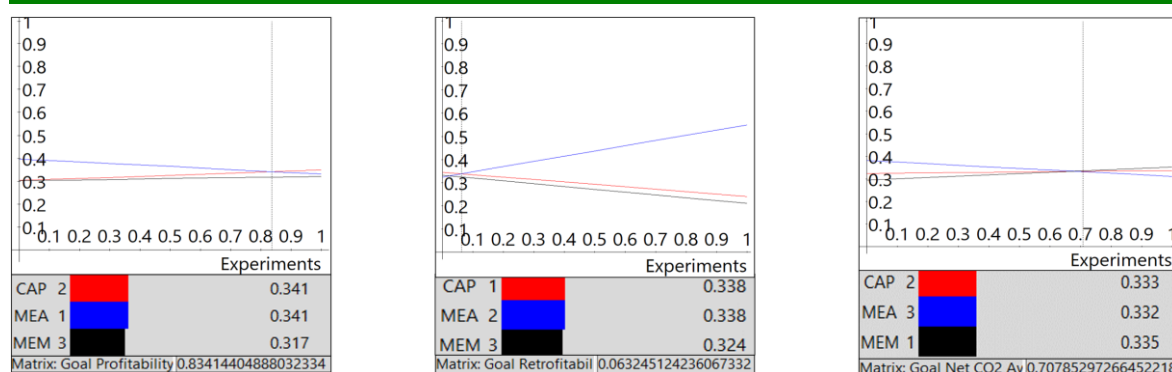 1
0.9
0.8
0.7
0.6
0.5
0.4
0.3
0.2
0.1
0.1 0.2 0.3 0.4 0.5 0.6 0.7 0.8 0.9 1
Experiments
CAP 2 0.341
MEA 1 0.341
MEM 3 0.317
Matrix: Goal Profitability 0.834144048888032334
1
0.9
0.8
0.7
0.6
0.5
0.4
0.3
0.2
0.1
0.1 0.2 0.3 0.4 0.5 0.6 0.7 0.8 0.9 1
Experiments
CAP 1 0.338
MEA 2 0.338
MEM 3 0.324
Matrix: Goal Retrofitabil 0.063245124236067332
1
0.9
0.8
0.7
0.6
0.5
0.4
0.3
0.2
0.1
0.1 0.2 0.3 0.4 0.5 0.6 0.7 0.8 0.9 1
Experiments
CAP 2 0.333
MEA 3 0.332
MEM 1 0.335
Matrix: Goal Net CO2 Av